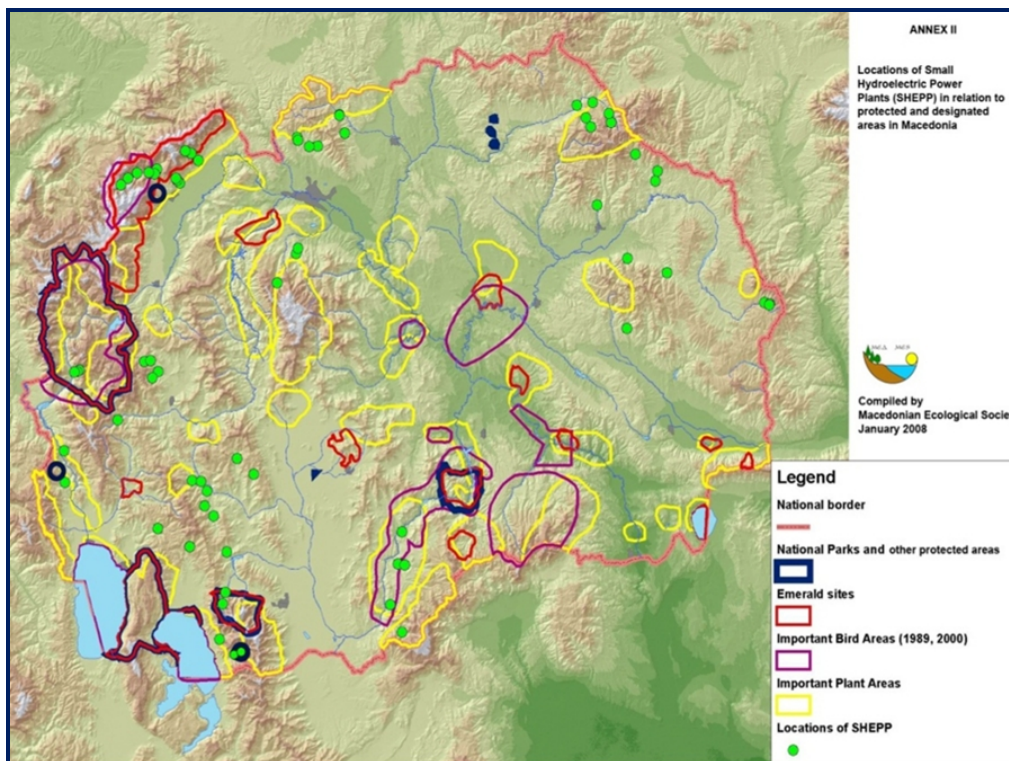 ANNEX II
Locations of Small
Hydroelectric Power
Plants (SHEPP) in relation to
protected and designated
areas in Macedonia
Compiled by
Macedonian Ecological Socie
January 2008
Legend
National border
National Parks and other protected areas
Emerald sites
Important Bird Areas (1989, 2000)
Important Plant Areas
Locations of SHEPP